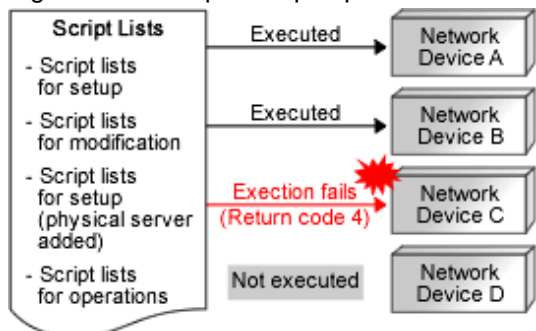 Script Lists
- Script lists
for setup
- Script lists
for modification
- Script lists
for setup
(physical server
added)
- Script lists
for operations
Executed
Network
Device A
Executed
Network
Device B
Exection fails
(Return code 4)
Network
Device C
Not executed
Network
Device D